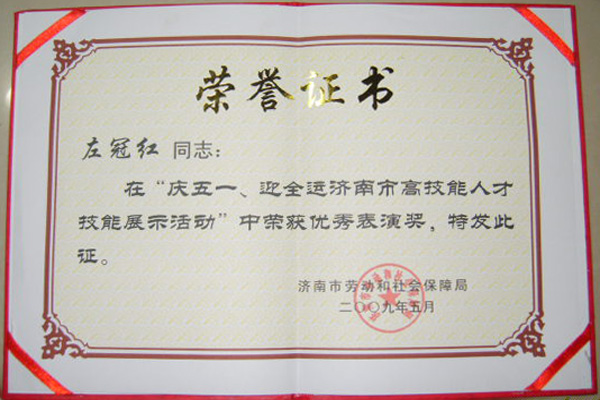 荣誉证书
左冠红 同志：
在“庆五一、迎全运济南市高技能人才
技能展示活动”中荣获优秀表演奖，特发此
证。
济南市劳动和社会保障局
二〇〇九年五月